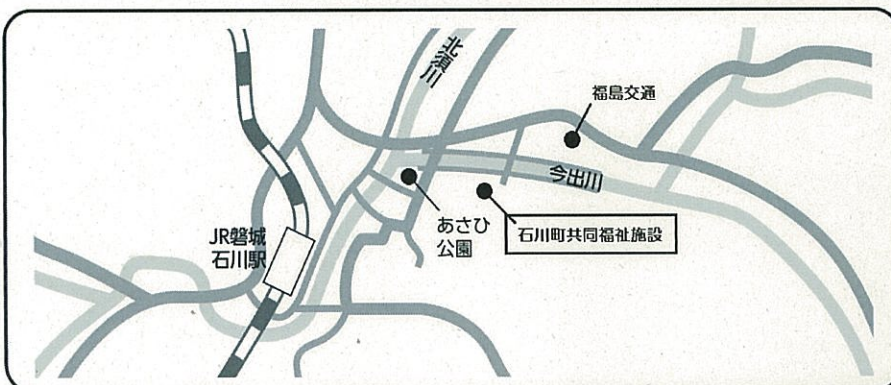 北須川
福島交通
今出川
あさひ
公園
石川町共同福祉施設
JR磐城
石川駅